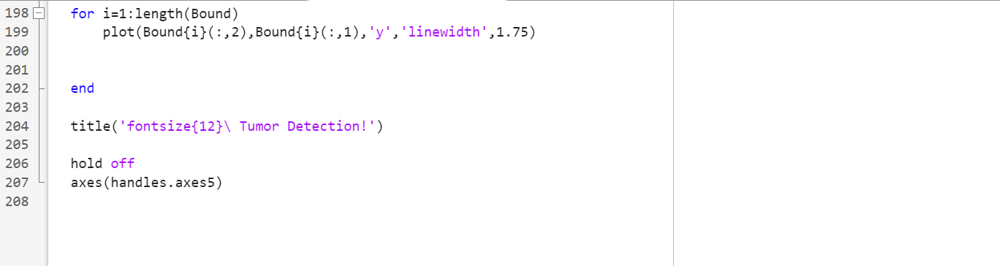 198 for i=1:length(Bound)
199 plot(Bound{i}(:,2),Bound{i}(:,1),'y','linewidth',1.75)
200
201
202 end
203
204 title('fontsize{12}\ Tumor Detection!')
205
206 hold off
207 axes(handles.axes5)
208